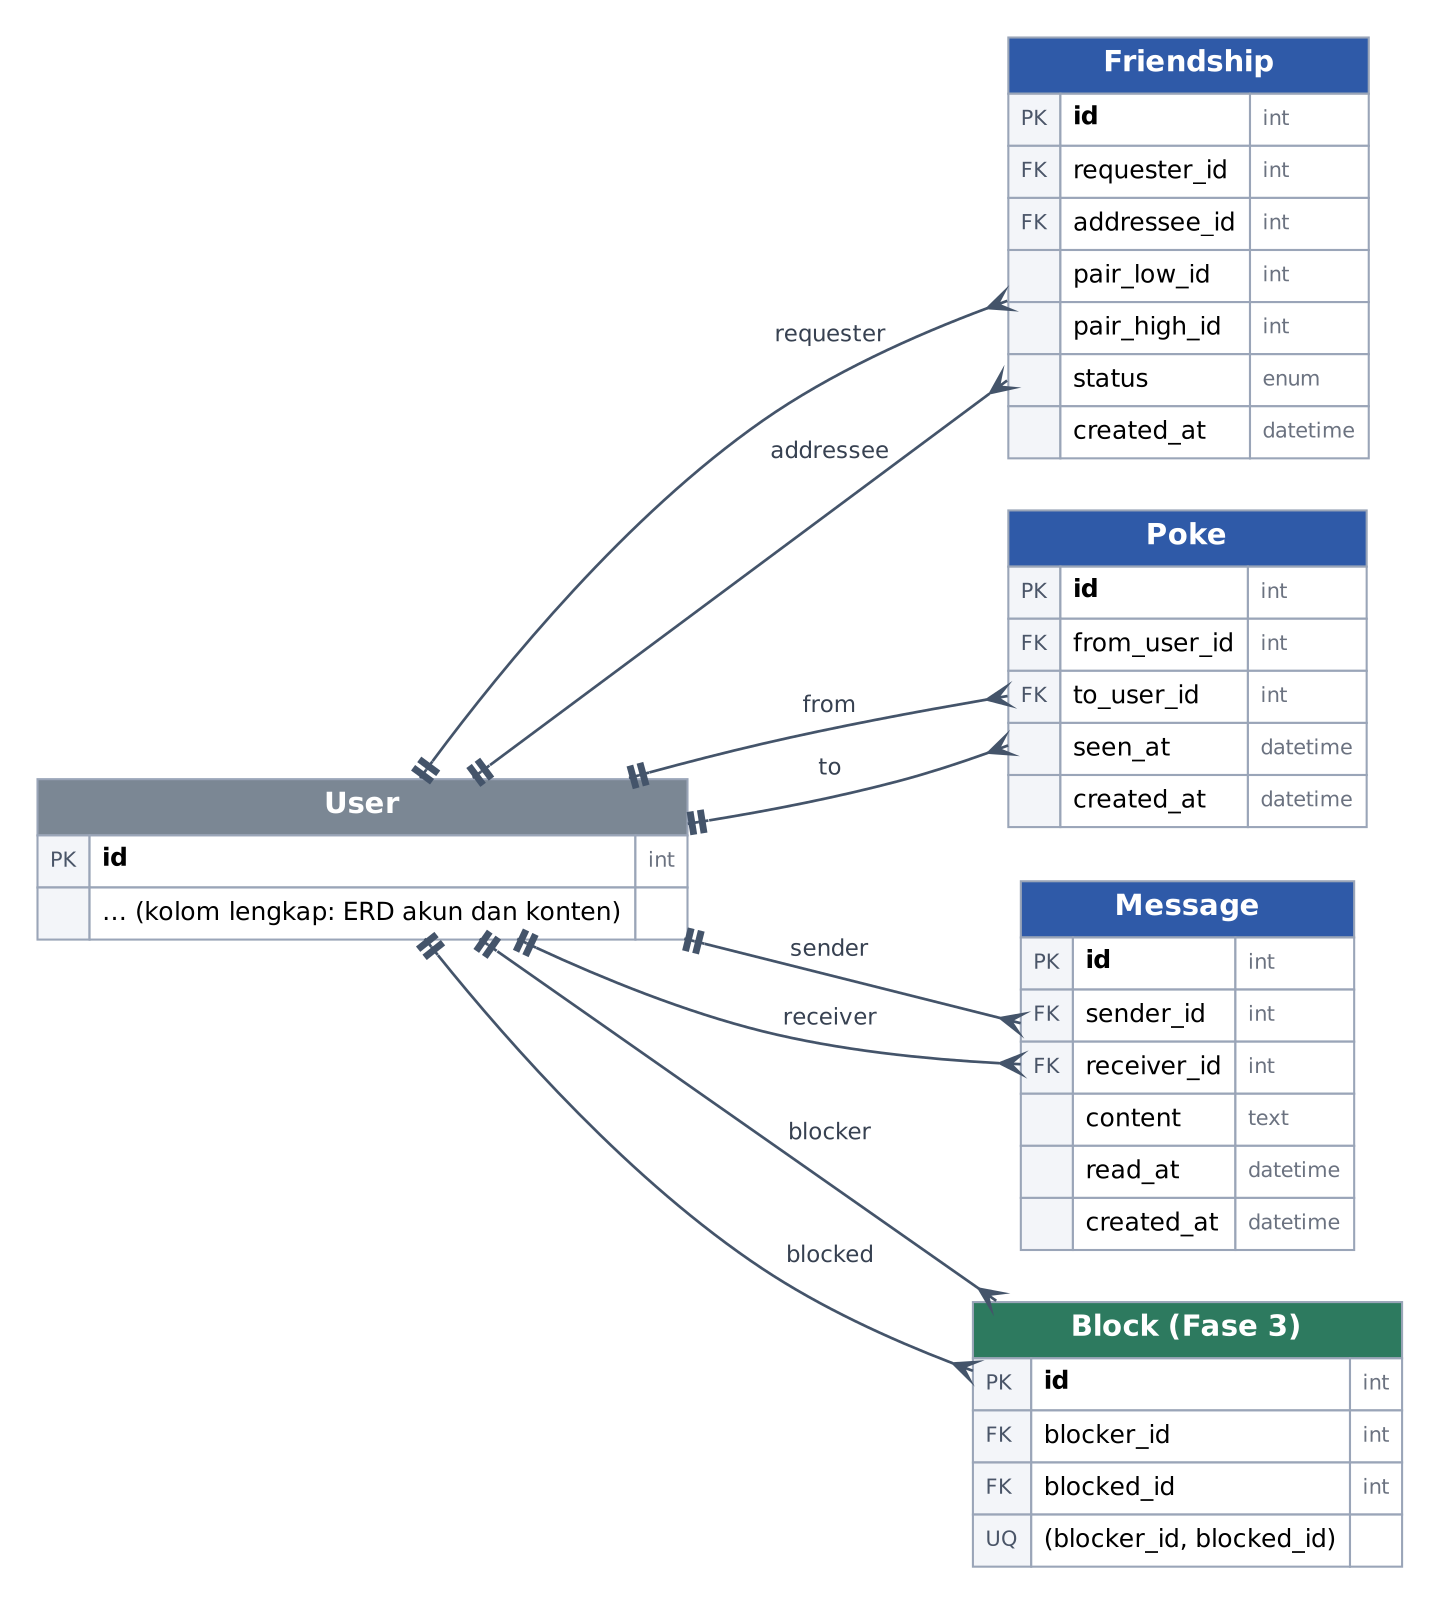 Friendship
PK id int
FK requester_id int
FK addressee_id int
pair_low_id int
pair_high_id int
status enum
created_at datetime
requester
addressee
Poke
PK id int
FK from_user_id int
FK to_user_id int
seen_at datetime
created_at datetime
from
to
User
PK id int
... (kolom lengkap: ERD akun dan konten)
Message
PK id int
FK sender_id int
FK receiver_id int
content text
read_at datetime
created_at datetime
sender
receiver
blocker
blocked
Block (Fase 3)
PK id int
FK blocker_id int
FK blocked_id int
UQ (blocker_id, blocked_id)